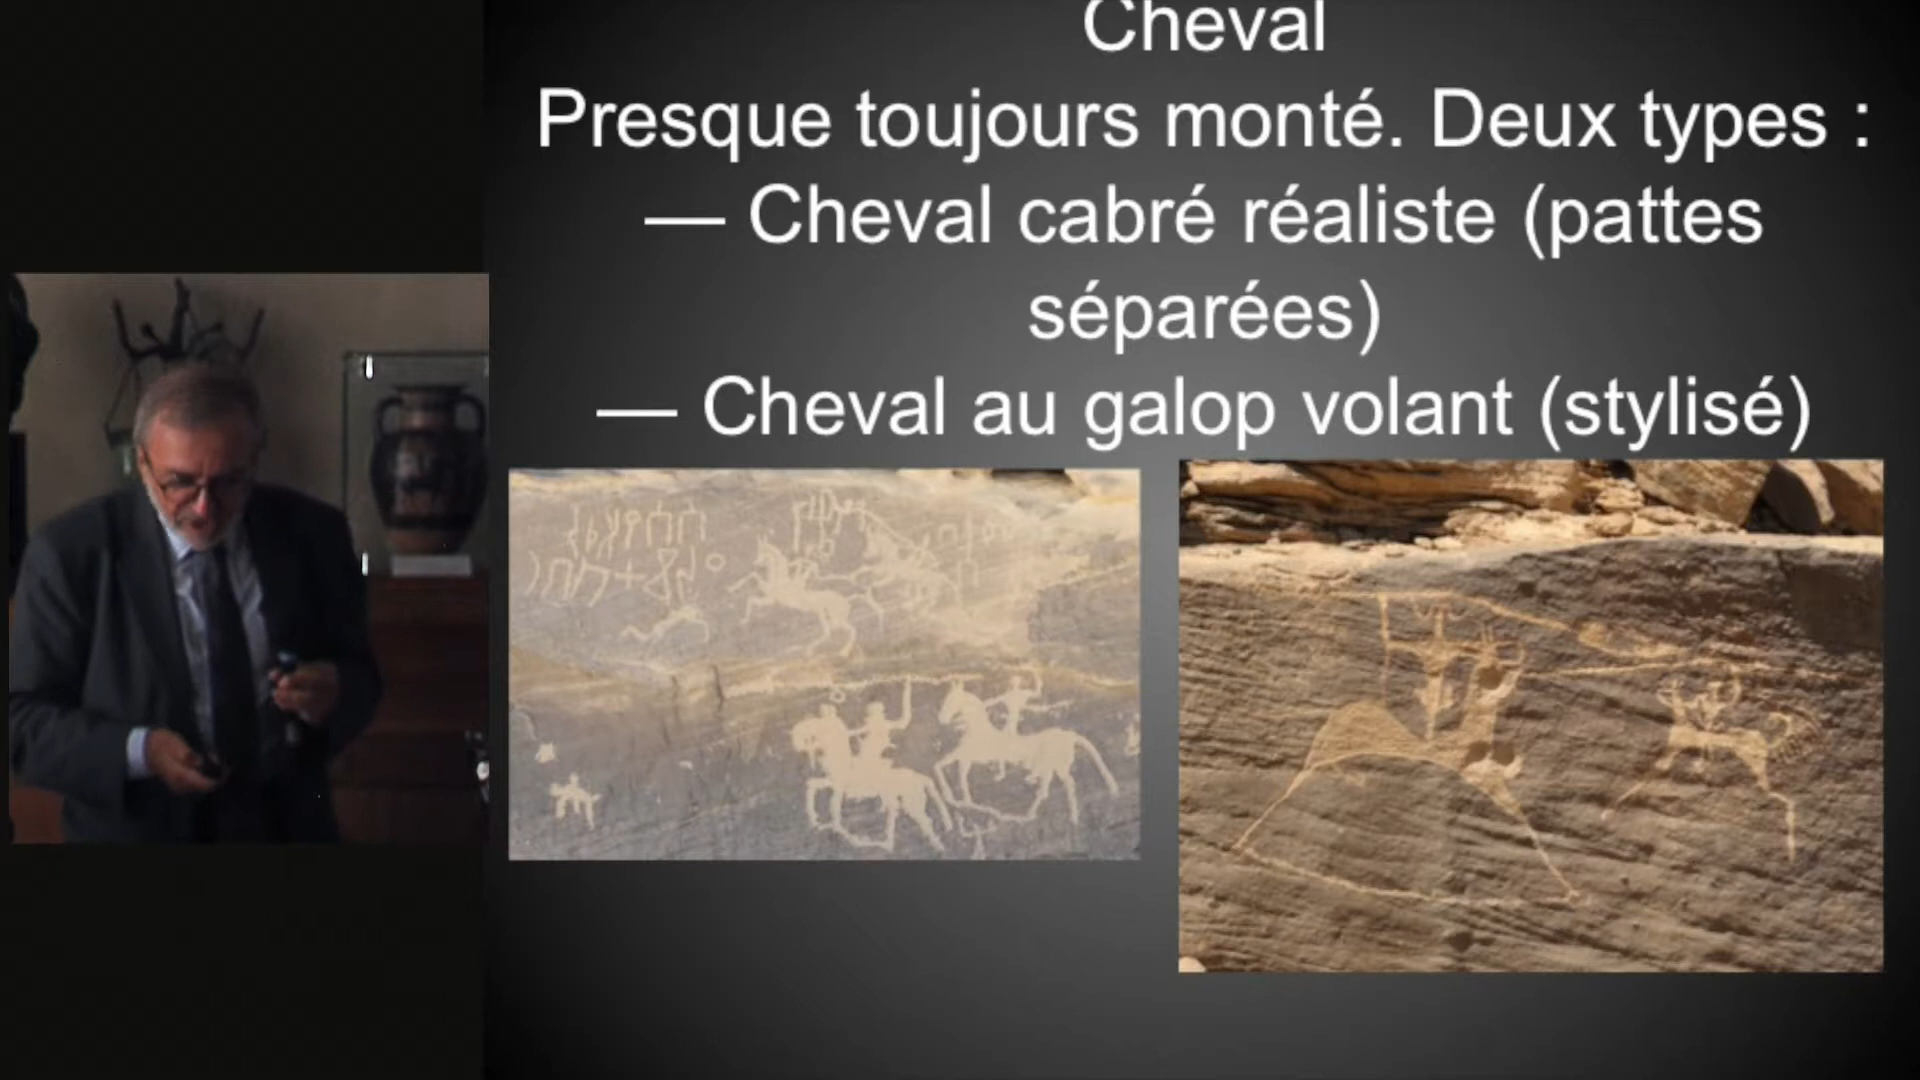 Cheval
Presque toujours monté. Deux types :
— Cheval cabré réaliste (pattes
séparées)
— Cheval au galop volant (stylisé)